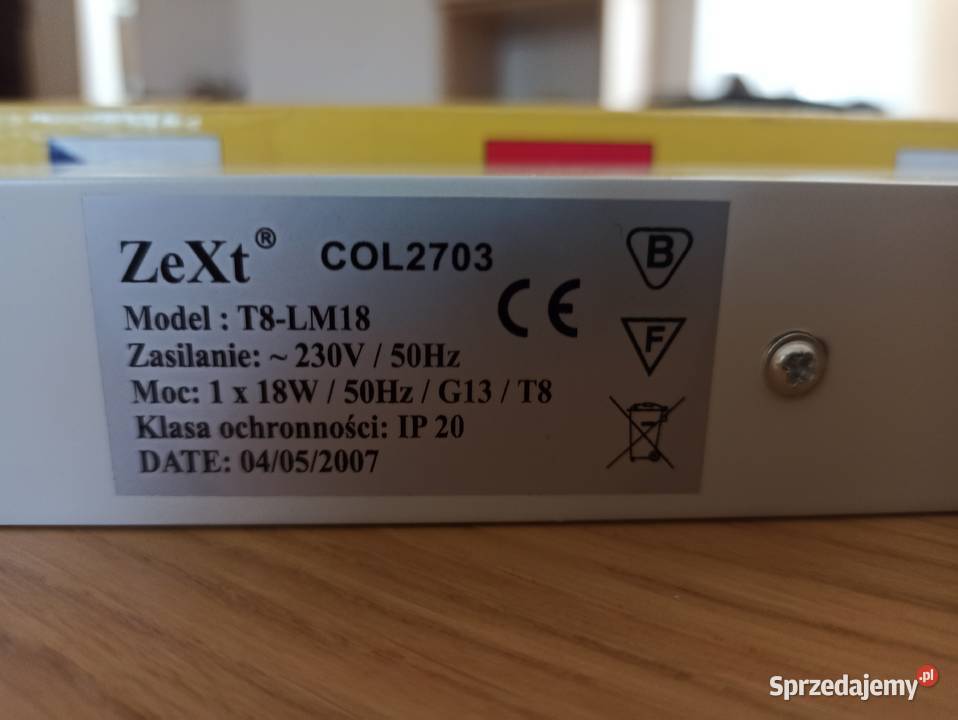 ZeXt® COL2703
Model : T8-LM18
Zasilanie: ~ 230V / 50Hz
Moc: 1 x 18W / 50Hz / G13 / T8
Klasa ochronności: IP 20
DATE: 04/05/2007
CE
B
F
Sprzedajemy.pl